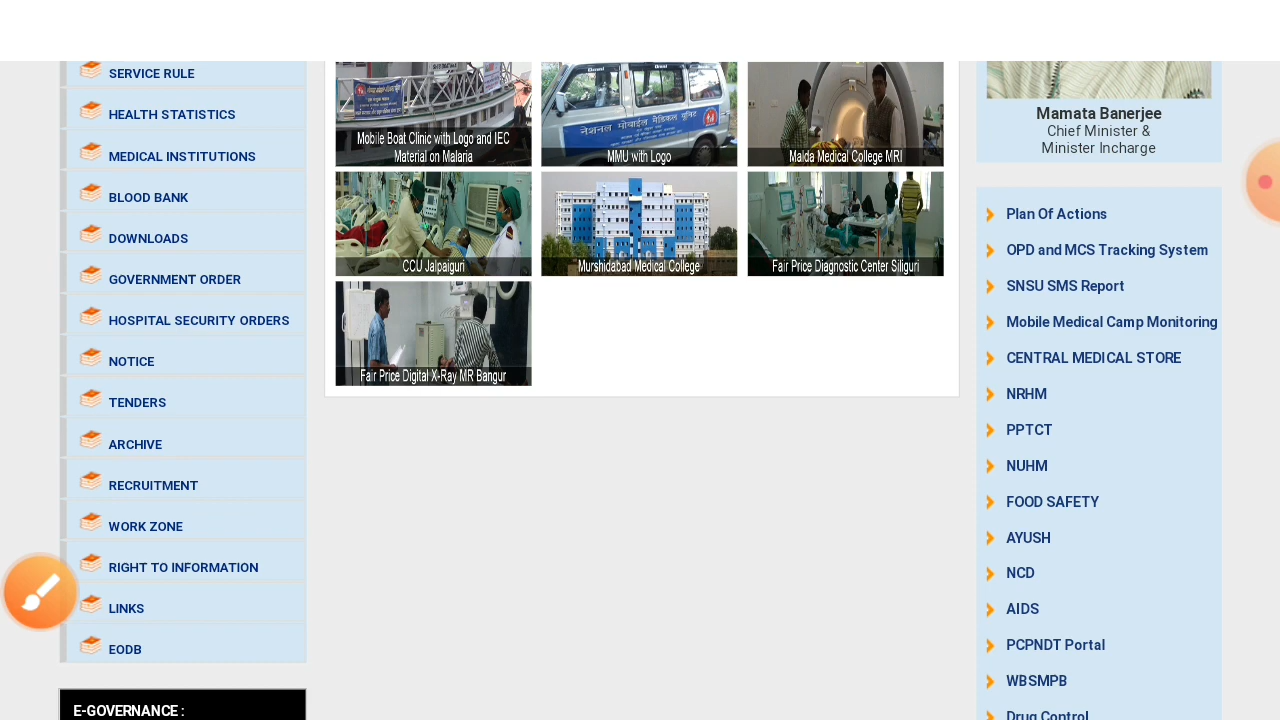 SERVICE RULE
HEALTH STATISTICS
MEDICAL INSTITUTIONS
BLOOD BANK
DOWNLOADS
GOVERNMENT ORDER
HOSPITAL SECURITY ORDERS
NOTICE
TENDERS
ARCHIVE
RECRUITMENT
WORK ZONE
RIGHT TO INFORMATION
LINKS
EODB
E-GOVERNANCE :
Mobile Boat Clinic with Logo and IEC
Material on Malaria
नेशनल मोबाईल मेडिकल युनिट
MMU with Logo
Malda Medical College MRI
CCU Jalpaiguri
Murshidabad Medical College
Fair Price Diagnostic Center Siliguri
Fair Price Digital X-Ray MR Bangur
Mamata Banerjee
Chief Minister &
Minister Incharge
Plan Of Actions
OPD and MCS Tracking System
SNSU SMS Report
Mobile Medical Camp Monitoring
CENTRAL MEDICAL STORE
NRHM
PPTCT
NUHM
FOOD SAFETY
AYUSH
NCD
AIDS
PCPNDT Portal
WBSMPB
Drug Control